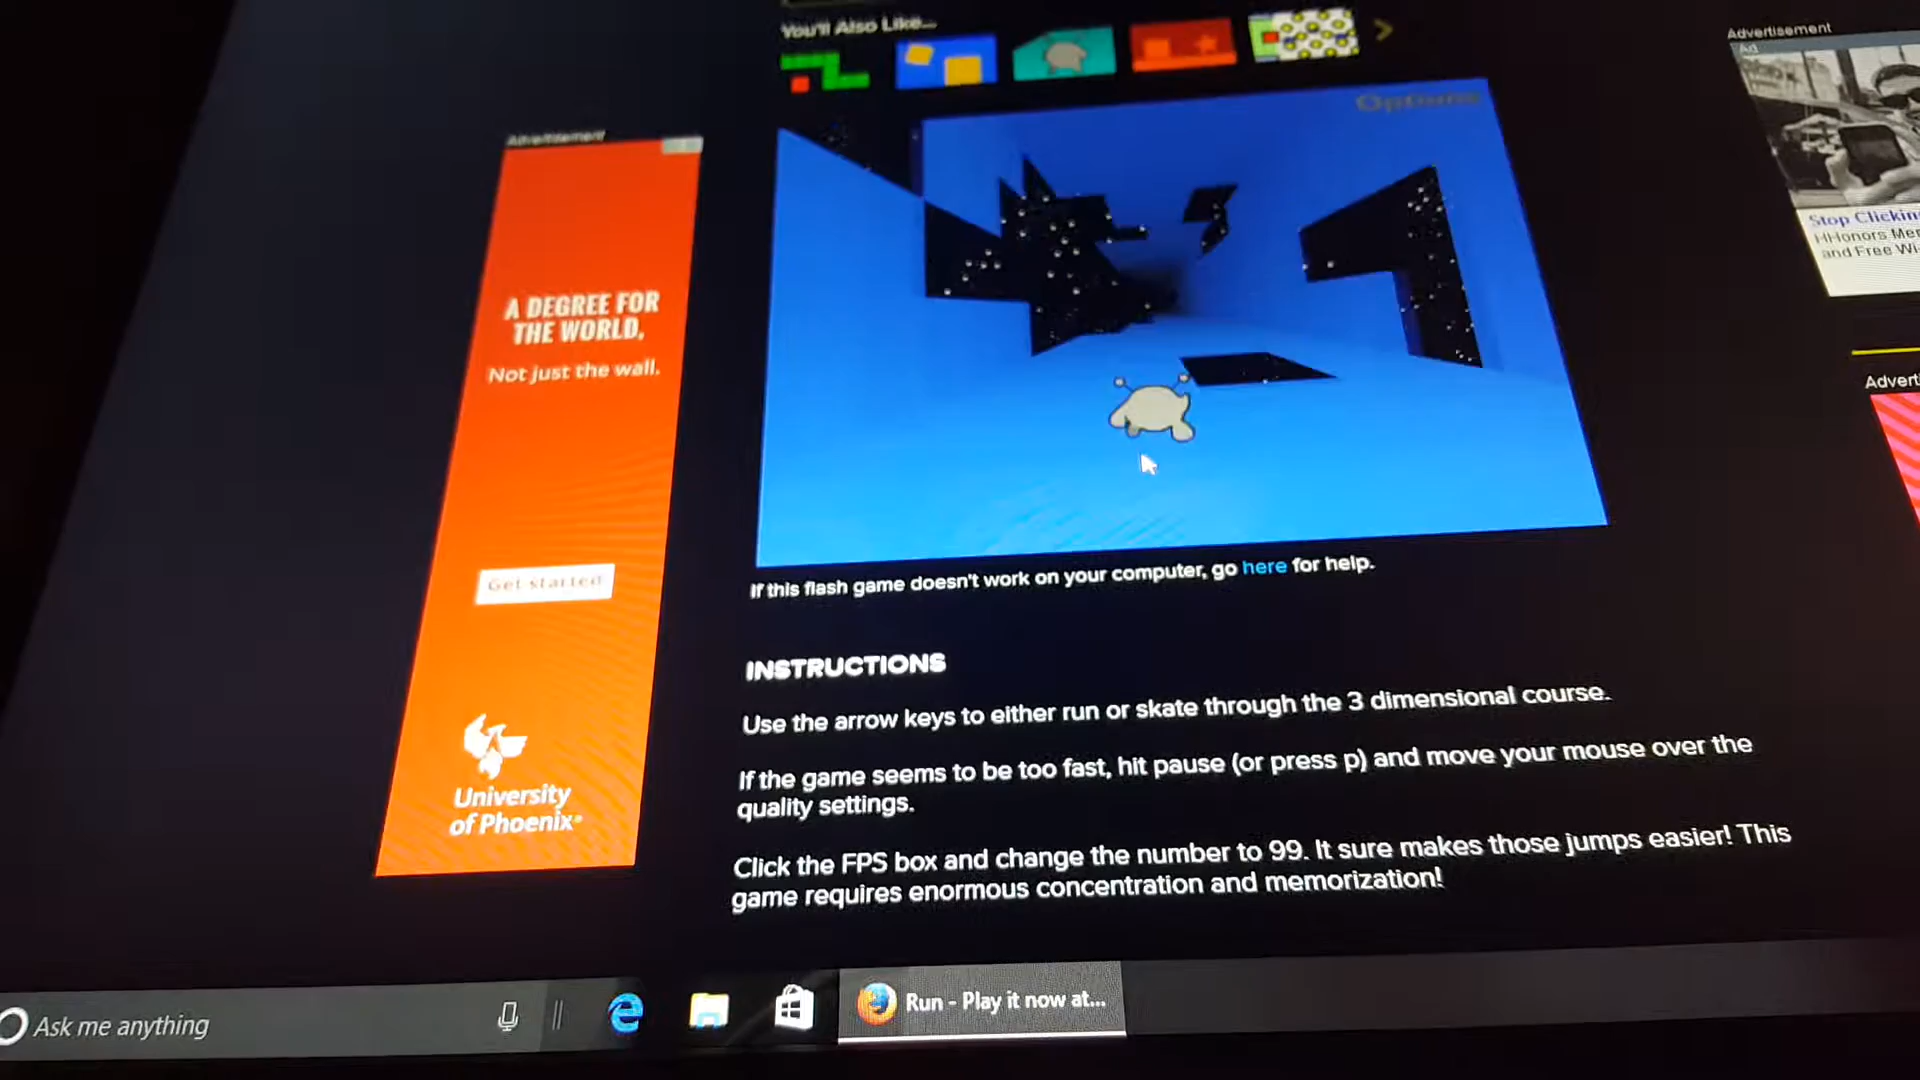 You'll Also Like...
Advertisement
Ad
Stop Clickin
HHonors Mer
and Free Wi
Advert
Advertisement
A DEGREE FOR
THE WORLD.
Not just the wall.
Get started
University
of Phoenix
Options
If this flash game doesn't work on your computer, go here for help.
INSTRUCTIONS
Use the arrow keys to either run or skate through the 3 dimensional course.
If the game seems to be too fast, hit pause (or press p) and move your mouse over the
quality settings.
Click the FPS box and change the number to 99. It sure makes those jumps easier! This
game requires enormous concentration and memorization!
Ask me anything
Run - Play it now at...